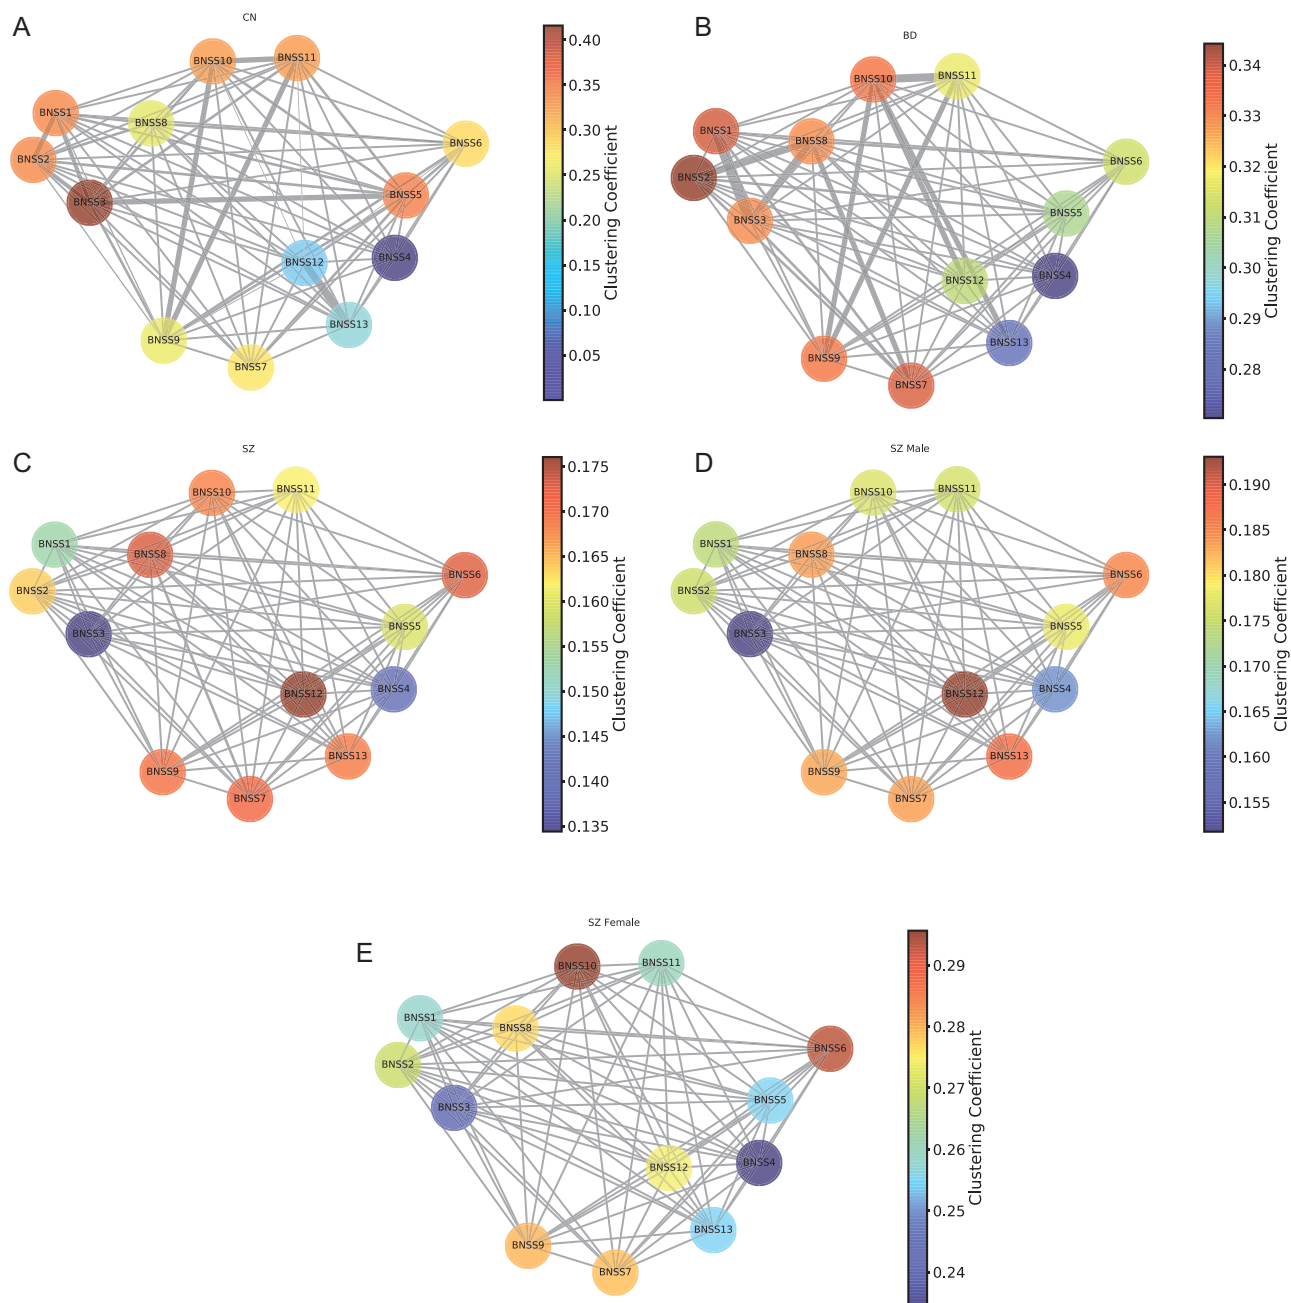 A
CN
BNSS10
BNSS11
BNSS1
BNSS8
BNSS6
BNSS2
BNSS5
BNSS3
BNSS12
BNSS4
BNSS13
BNSS9
BNSS7
0.40
0.35
0.30
0.25
0.20
0.15
0.10
0.05
Clustering Coefficient
B
BD
BNSS10
BNSS11
BNSS1
BNSS8
BNSS6
BNSS2
BNSS5
BNSS3
BNSS12
BNSS4
BNSS13
BNSS9
BNSS7
0.34
0.33
0.32
0.31
0.30
0.29
0.28
Clustering Coefficient
C
SZ
BNSS10
BNSS11
BNSS1
BNSS8
BNSS6
BNSS2
BNSS5
BNSS3
BNSS12
BNSS4
BNSS13
BNSS9
BNSS7
0.175
0.170
0.165
0.160
0.155
0.150
0.145
0.140
0.135
Clustering Coefficient
D
SZ Male
BNSS10
BNSS11
BNSS1
BNSS8
BNSS6
BNSS2
BNSS5
BNSS3
BNSS12
BNSS4
BNSS13
BNSS9
BNSS7
0.190
0.185
0.180
0.175
0.170
0.165
0.160
0.155
Clustering Coefficient
E
SZ Female
BNSS10
BNSS11
BNSS1
BNSS8
BNSS6
BNSS2
BNSS5
BNSS3
BNSS12
BNSS4
BNSS13
BNSS9
BNSS7
0.29
0.28
0.27
0.26
0.25
0.24
Clustering Coefficient